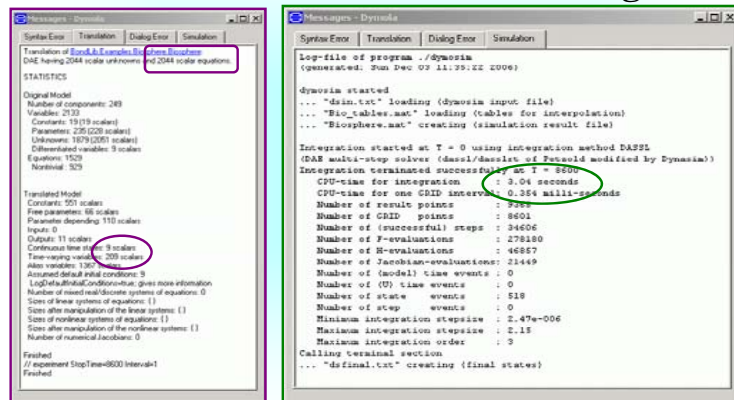 Messages - Dymola
Syntax Error Translation Dialog Error Simulation
Translation of BondLib.Examples.Biosphere.Biosphere:
DAE having 2044 scalar unknowns and 2044 scalar equations.
STATISTICS
Original Model
Number of components: 249
Variables: 2133
Constants: 19 (19 scalars)
Parameters: 235 (228 scalars)
Unknowns: 1879 (2051 scalars)
Differentiated variables: 9 scalars
Equations: 1529
Nontrivial : 929
Translated Model
Constants: 551 scalars
Free parameters: 66 scalars
Parameter depending: 110 scalars
Inputs: 0
Outputs: 11 scalars
Continuous time states: 9 scalars
Time-varying variables: 209 scalars
Alias variables: 1367 scalars
Assumed default initial conditions: 9
LogDefaultInitialConditions=true; gives more information
Number of mixed real/discrete systems of equations: 0
Sizes of linear systems of equations: { }
Sizes after manipulation of the linear systems: { }
Sizes of nonlinear systems of equations: { }
Sizes after manipulation of the nonlinear systems: { }
Number of numerical Jacobians: 0
Finished
// experiment StopTime=8600 Interval=1
Finished
Messages - Dymola
Syntax Error Translation Dialog Error Simulation
Log-file of program ./dymosim
(generated: Sun Dec 03 11:35:22 2006)
dymosim started
... "dsin.txt" loading (dymosim input file)
... "Bio_tables.mat" loading (tables for interpolation)
... "Biosphere.mat" creating (simulation result file)
Integration started at T = 0 using integration method DASSL
(DAE multi-step solver (dassl/dasslrt of Petzold modified by Dynasim))
Integration terminated successfully at T = 8600
CPU-time for integration : 3.04 seconds
CPU-time for one GRID interval: 0.354 milli-seconds
Number of result points :
Number of GRID points : 8601
Number of (successful) steps : 34606
Number of F-evaluations : 278180
Number of H-evaluations : 46857
Number of Jacobian-evaluations: 21449
Number of (model) time events : 0
Number of (U) time events : 0
Number of state events : 518
Number of step events : 0
Minimum integration stepsize : 2.47e-006
Maximum integration stepsize : 2.15
Maximum integration order : 3
Calling terminal section
... "dsfinal.txt" creating (final states)